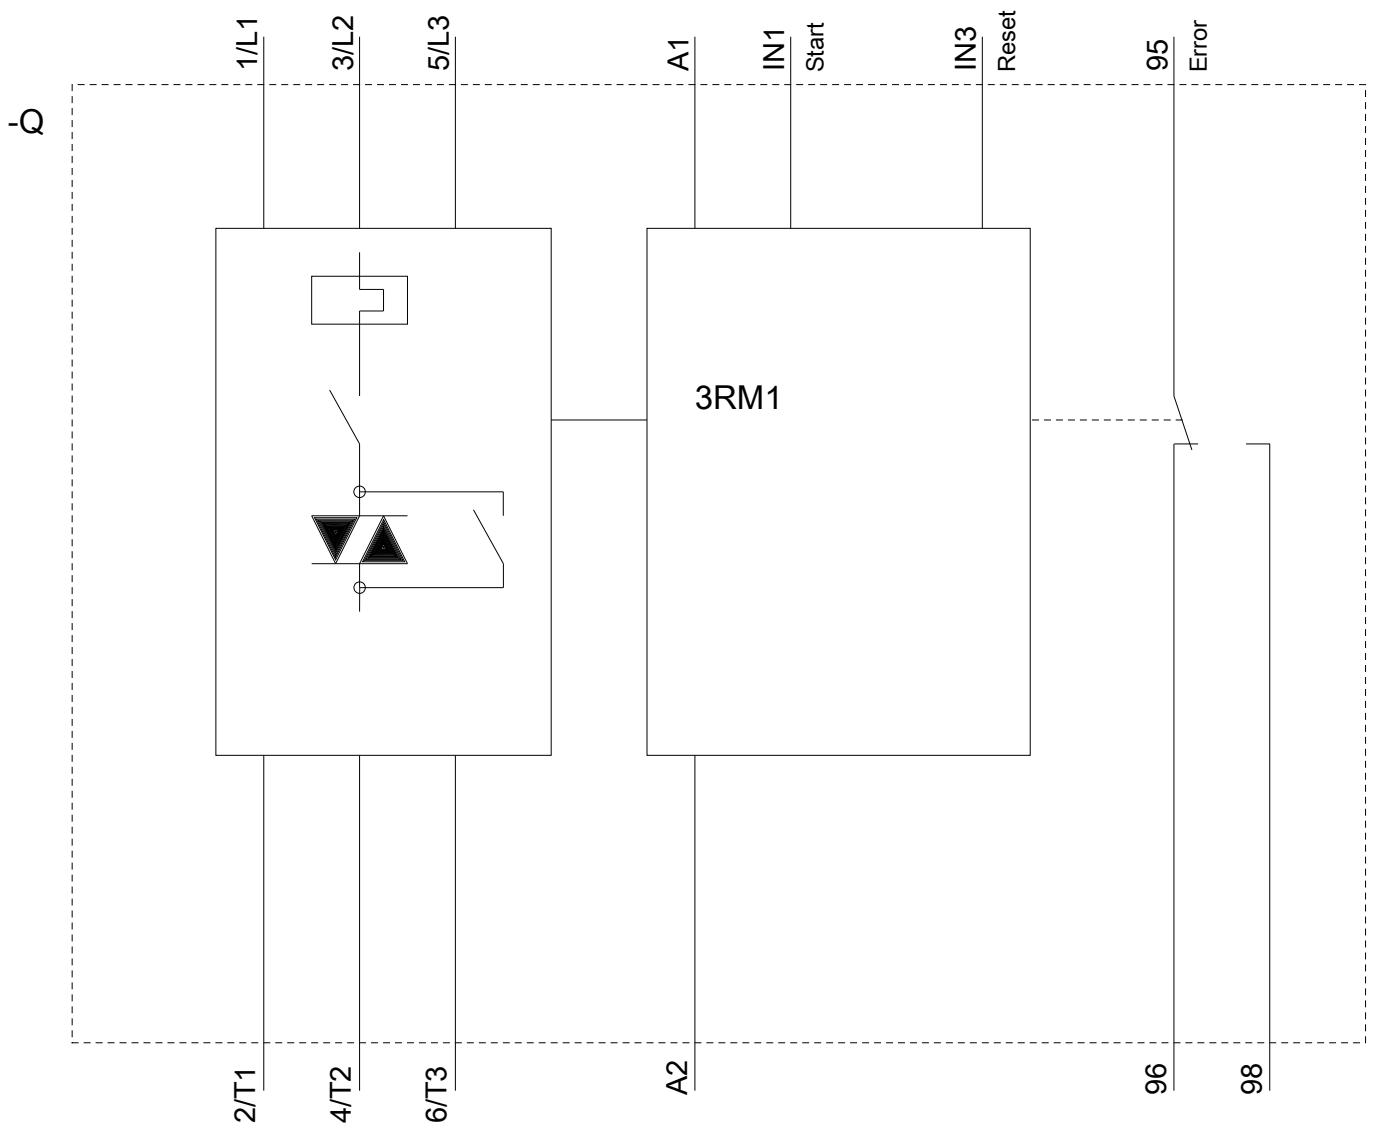 1/L1
3/L2
5/L3
A1
IN1
Start
IN3
Reset
95
Error
-Q
3RM1
2/T1
4/T2
6/T3
A2
96
98